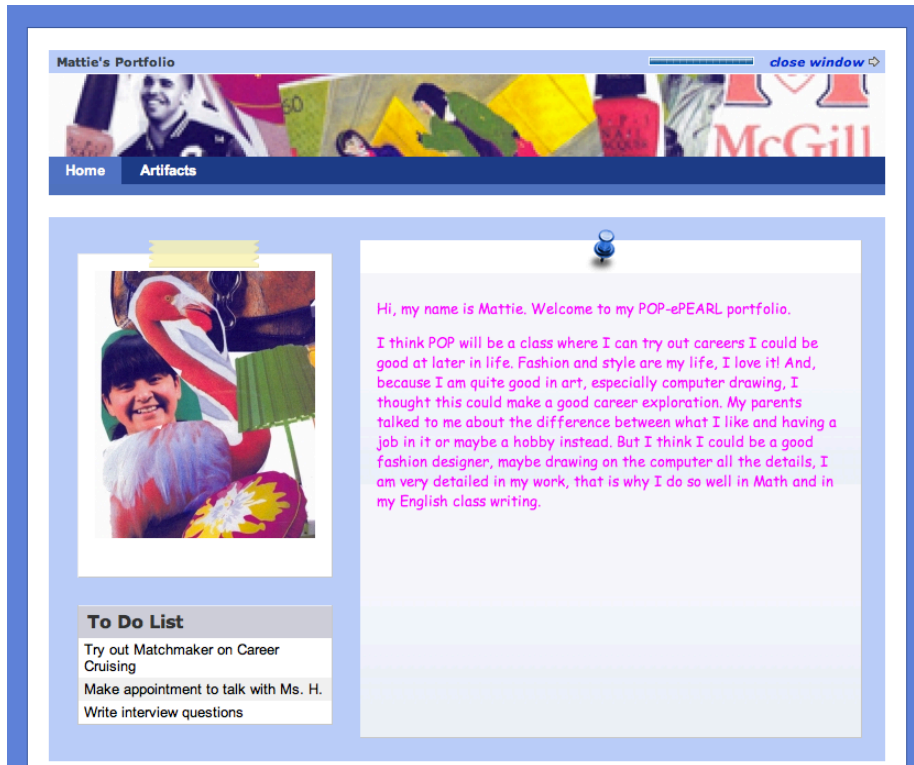 Mattie's Portfolio
close window
60
NAIL
LACQUER
McGill
Home
Artifacts
Hi, my name is Mattie. Welcome to my POP-ePEARL portfolio.
I think POP will be a class where I can try out careers I could be
good at later in life. Fashion and style are my life, I love it! And,
because I am quite good in art, especially computer drawing, I
thought this could make a good career exploration. My parents
talked to me about the difference between what I like and having a
job in it or maybe a hobby instead. But I think I could be a good
fashion designer, maybe drawing on the computer all the details, I
am very detailed in my work, that is why I do so well in Math and in
my English class writing.
To Do List
Try out Matchmaker on Career
Cruising
Make appointment to talk with Ms. H.
Write interview questions